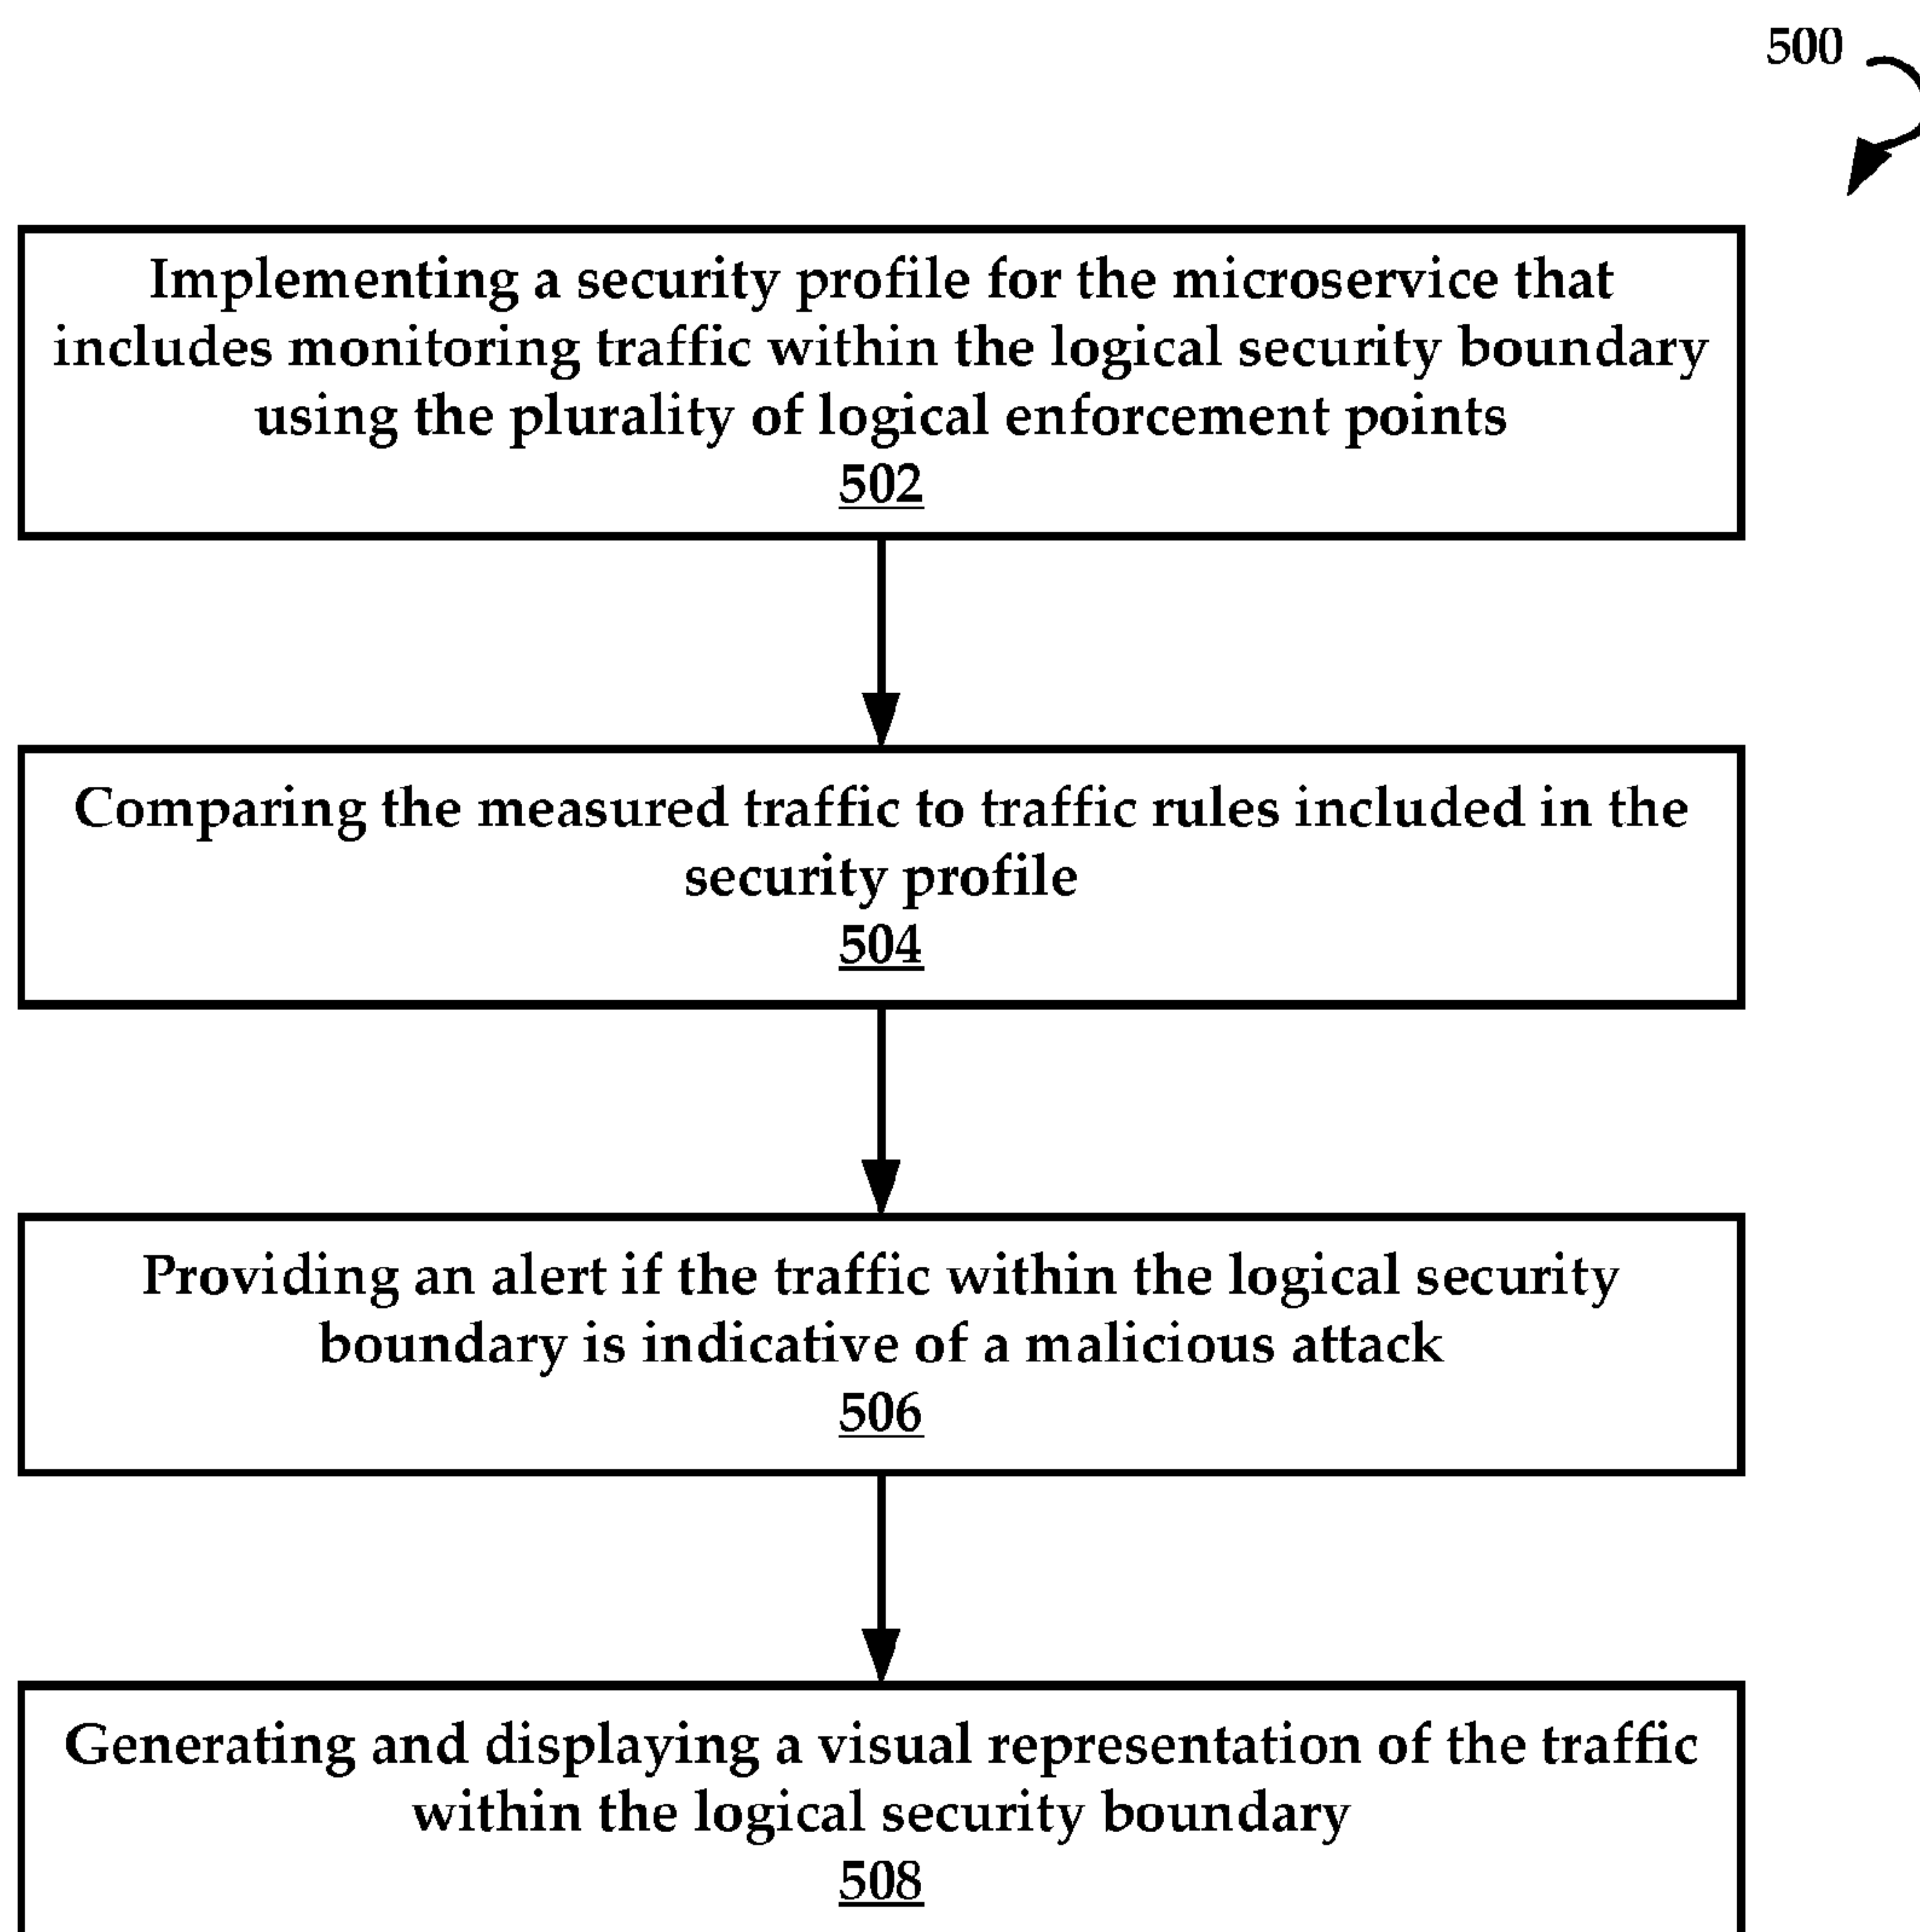 500
Implementing a security profile for the microservice that
includes monitoring traffic within the logical security boundary
using the plurality of logical enforcement points
502
Comparing the measured traffic to traffic rules included in the
security profile
504
Providing an alert if the traffic within the logical security
boundary is indicative of a malicious attack
506
Generating and displaying a visual representation of the traffic
within the logical security boundary
508